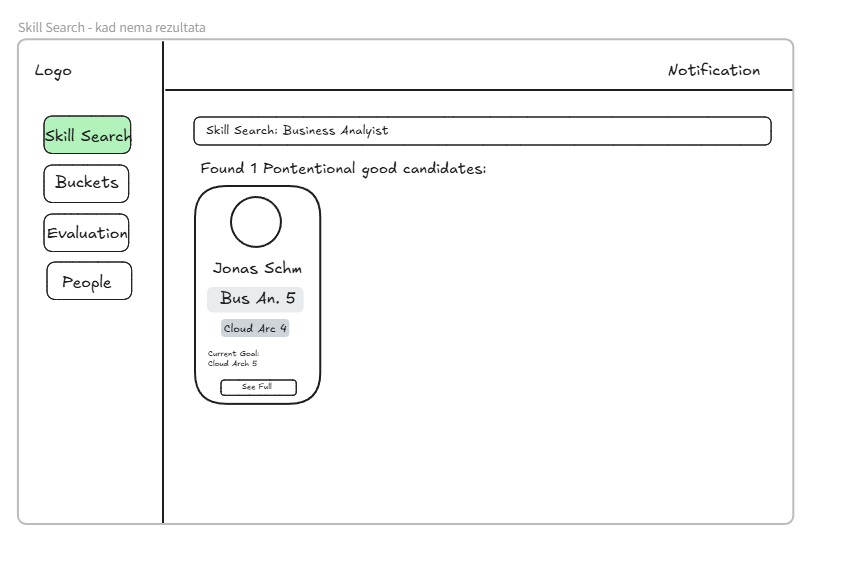 Skill Search - kad nema rezultata
Logo
Notification
Skill Search
Buckets
Evaluation
People
Skill Search: Business Analyist
Found 1 Pontentional good candidates:
Jonas Schm
Bus An. 5
Cloud Arc 4
Current Goal:
Cloud Arch 5
See Full